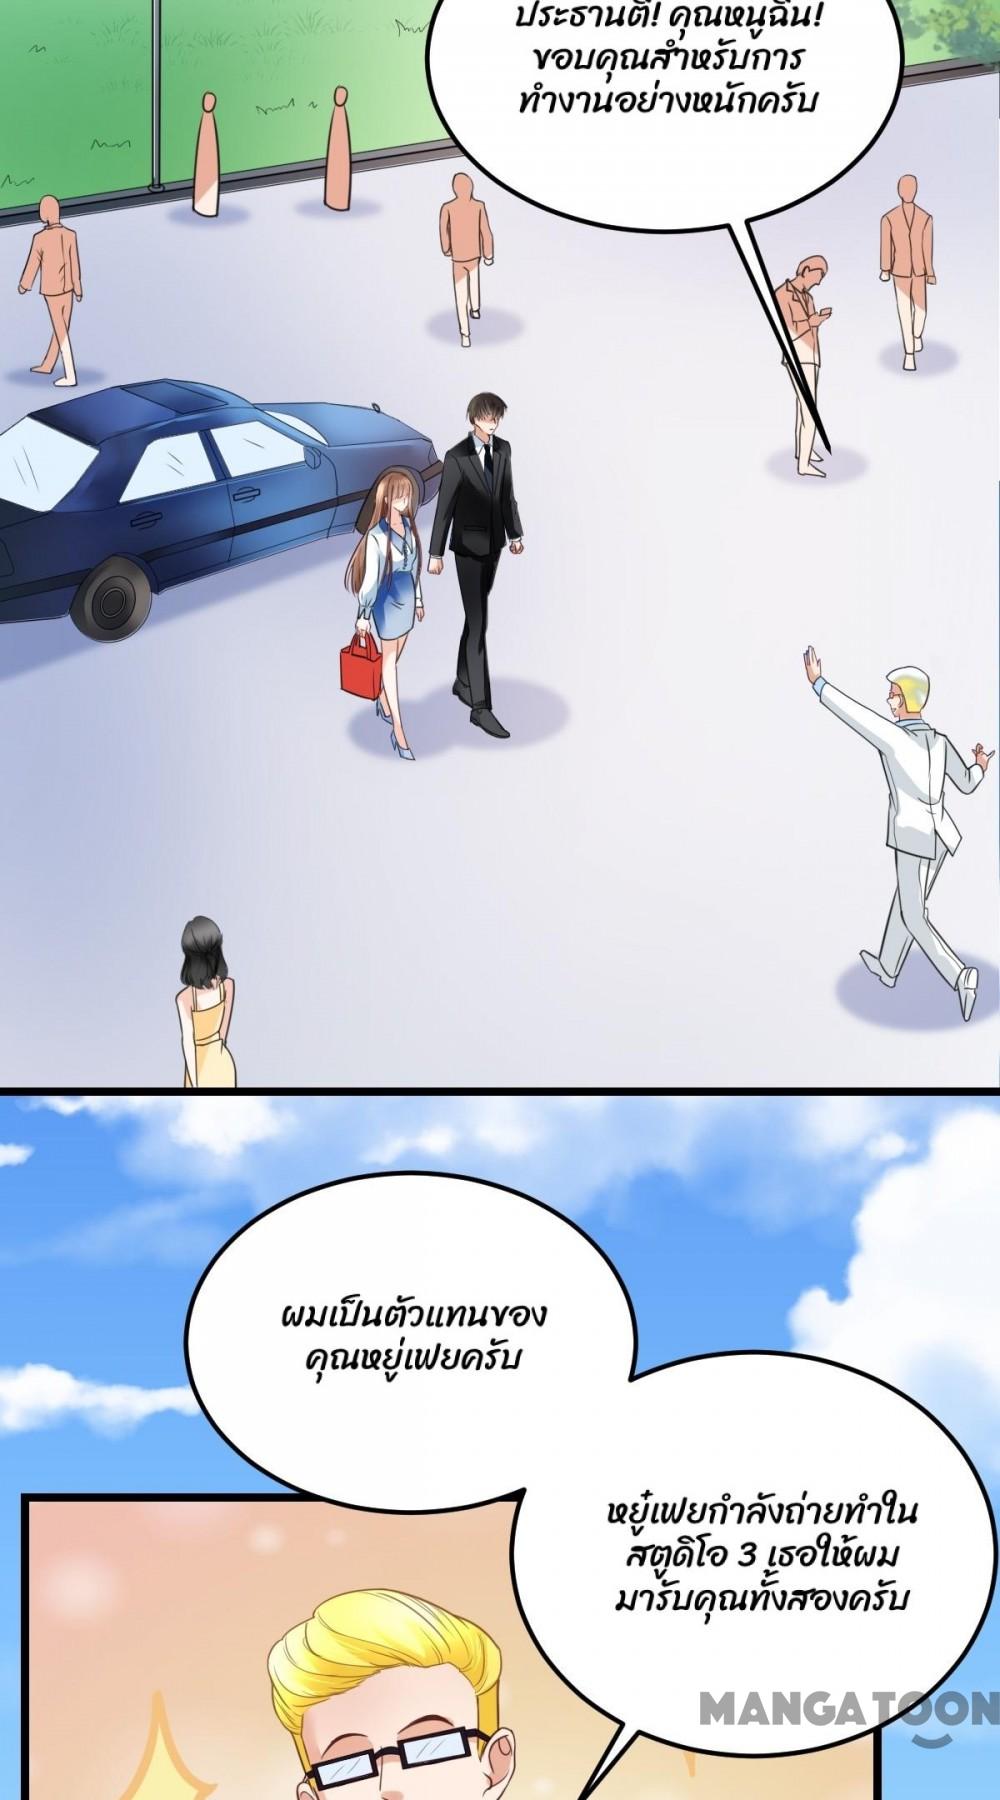 ประธานตี! คุณหนูฉิน!
ขอบคุณสำหรับการ
ทำงานอย่างหนักครับ
ผมเป็นตัวแทนของ
คุณหยู่เฟยครับ
หยู๋เฟยกำลังถ่ายทำใน
สตูดิโอ 3 เธอให้ผม
มารับคุณทั้งสองครับ
MANGATOON